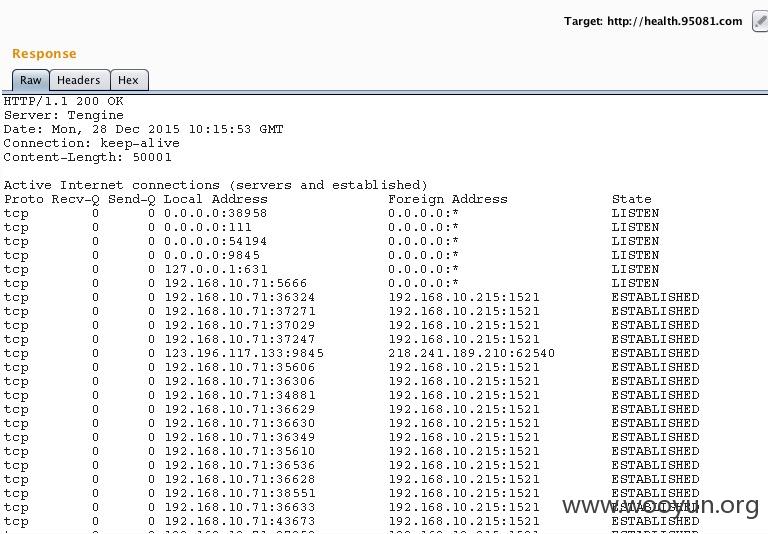 Target: http://health.95081.com
Response
Raw Headers Hex
HTTP/1.1 200 OK
Server: Tengine
Date: Mon, 28 Dec 2015 10:15:53 GMT
Connection: keep-alive
Content-Length: 50001
Active Internet connections (servers and established)
Proto Recv-Q Send-Q Local Address Foreign Address State
tcp 0 0 0.0.0.0:38958 0.0.0.0:* LISTEN
tcp 0 0 0.0.0.0:111 0.0.0.0:* LISTEN
tcp 0 0 0.0.0.0:54194 0.0.0.0:* LISTEN
tcp 0 0 0.0.0.0:9845 0.0.0.0:* LISTEN
tcp 0 0 127.0.0.1:631 0.0.0.0:* LISTEN
tcp 0 0 192.168.10.71:5666 0.0.0.0:* LISTEN
tcp 0 0 192.168.10.71:36324 192.168.10.215:1521 ESTABLISHED
tcp 0 0 192.168.10.71:37271 192.168.10.215:1521 ESTABLISHED
tcp 0 0 192.168.10.71:37029 192.168.10.215:1521 ESTABLISHED
tcp 0 0 192.168.10.71:37247 192.168.10.215:1521 ESTABLISHED
tcp 0 0 123.196.117.133:9845 218.241.189.210:62540 ESTABLISHED
tcp 0 0 192.168.10.71:35606 192.168.10.215:1521 ESTABLISHED
tcp 0 0 192.168.10.71:36306 192.168.10.215:1521 ESTABLISHED
tcp 0 0 192.168.10.71:34881 192.168.10.215:1521 ESTABLISHED
tcp 0 0 192.168.10.71:36629 192.168.10.215:1521 ESTABLISHED
tcp 0 0 192.168.10.71:36630 192.168.10.215:1521 ESTABLISHED
tcp 0 0 192.168.10.71:36349 192.168.10.215:1521 ESTABLISHED
tcp 0 0 192.168.10.71:35610 192.168.10.215:1521 ESTABLISHED
tcp 0 0 192.168.10.71:36536 192.168.10.215:1521 ESTABLISHED
tcp 0 0 192.168.10.71:36628 192.168.10.215:1521 ESTABLISHED
tcp 0 0 192.168.10.71:38551 192.168.10.215:1521 ESTABLISHED
tcp 0 0 192.168.10.71:36633 192.168.10.215:1521 ESTABLISHED
tcp 0 0 192.168.10.71:43673 192.168.10.215:1521 ESTABLISHED
www.wooyun.org